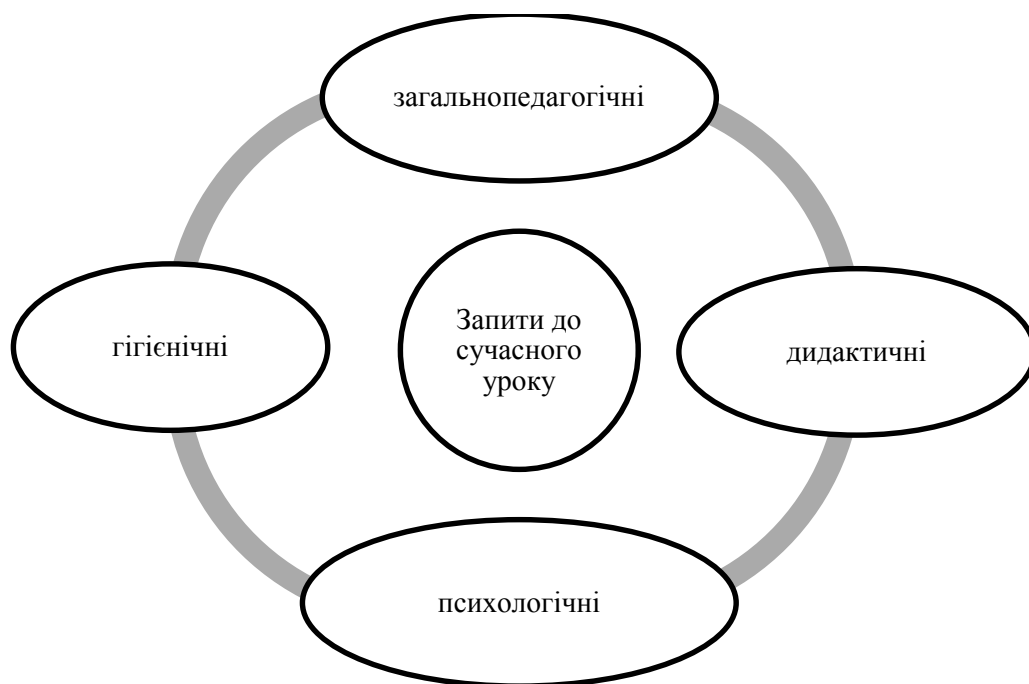 загальнопедагогічні
гігієнічні
Запити до
сучасного
уроку
дидактичні
психологічні